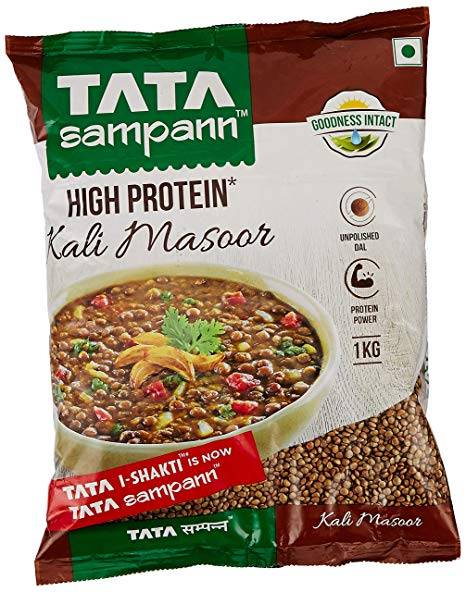 TATA
sampann™
GOODNESS INTACT
HIGH PROTEIN*
Kali Masoor
UNPOLISHED
DAL
PROTEIN
POWER
1KG
TATA I-SHAKTI™ IS NOW
TATA sampann™
TATA सम्पन्न™
Kali Masoor